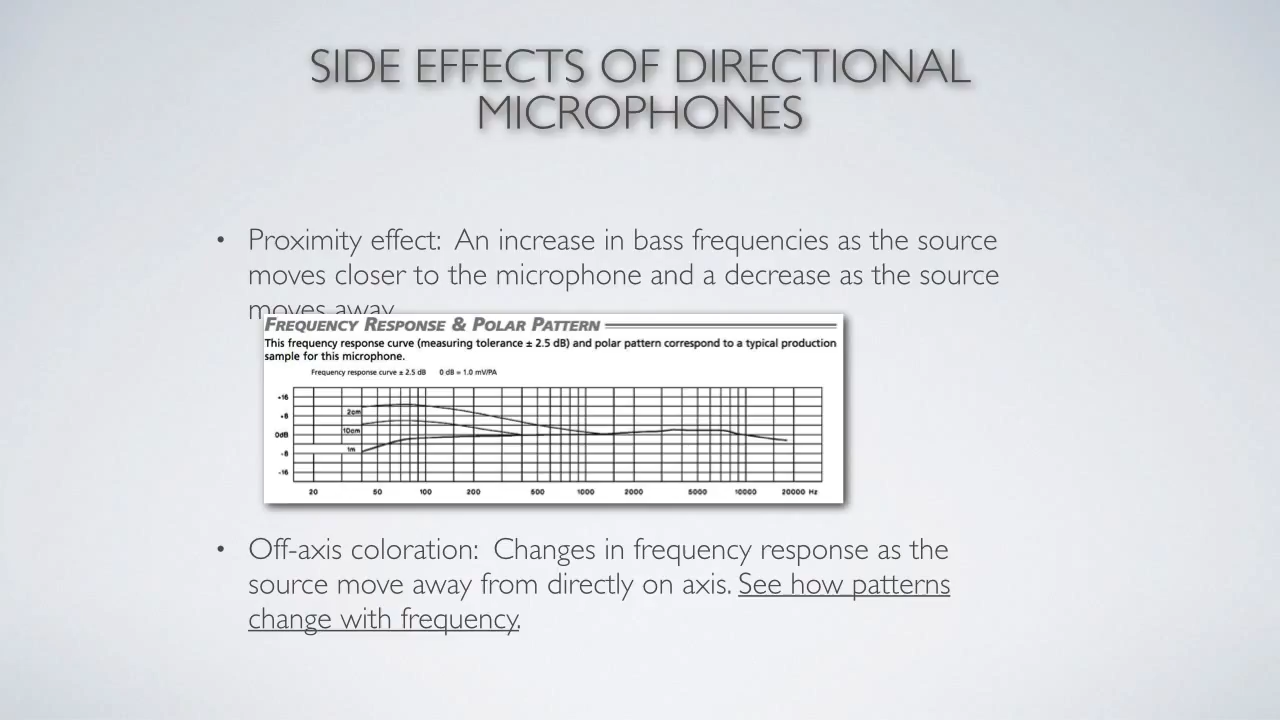 SIDE EFFECTS OF DIRECTIONAL
MICROPHONES
• Proximity effect: An increase in bass frequencies as the source
moves closer to the microphone and a decrease as the source
moves away
FREQUENCY RESPONSE & POLAR PATTERN
This frequency response curve (measuring tolerance ± 2.5 dB) and polar pattern correspond to a typical production
sample for this microphone.
Frequency response curve ± 2.5 dB 0 dB = 1.0 mV/PA
+16
+8
0dB
-8
-16
2cm
10cm
1m
20 50 100 200 500 1000 2000 5000 10000 20000 Hz
• Off-axis coloration: Changes in frequency response as the
source move away from directly on axis. See how patterns
change with frequency.